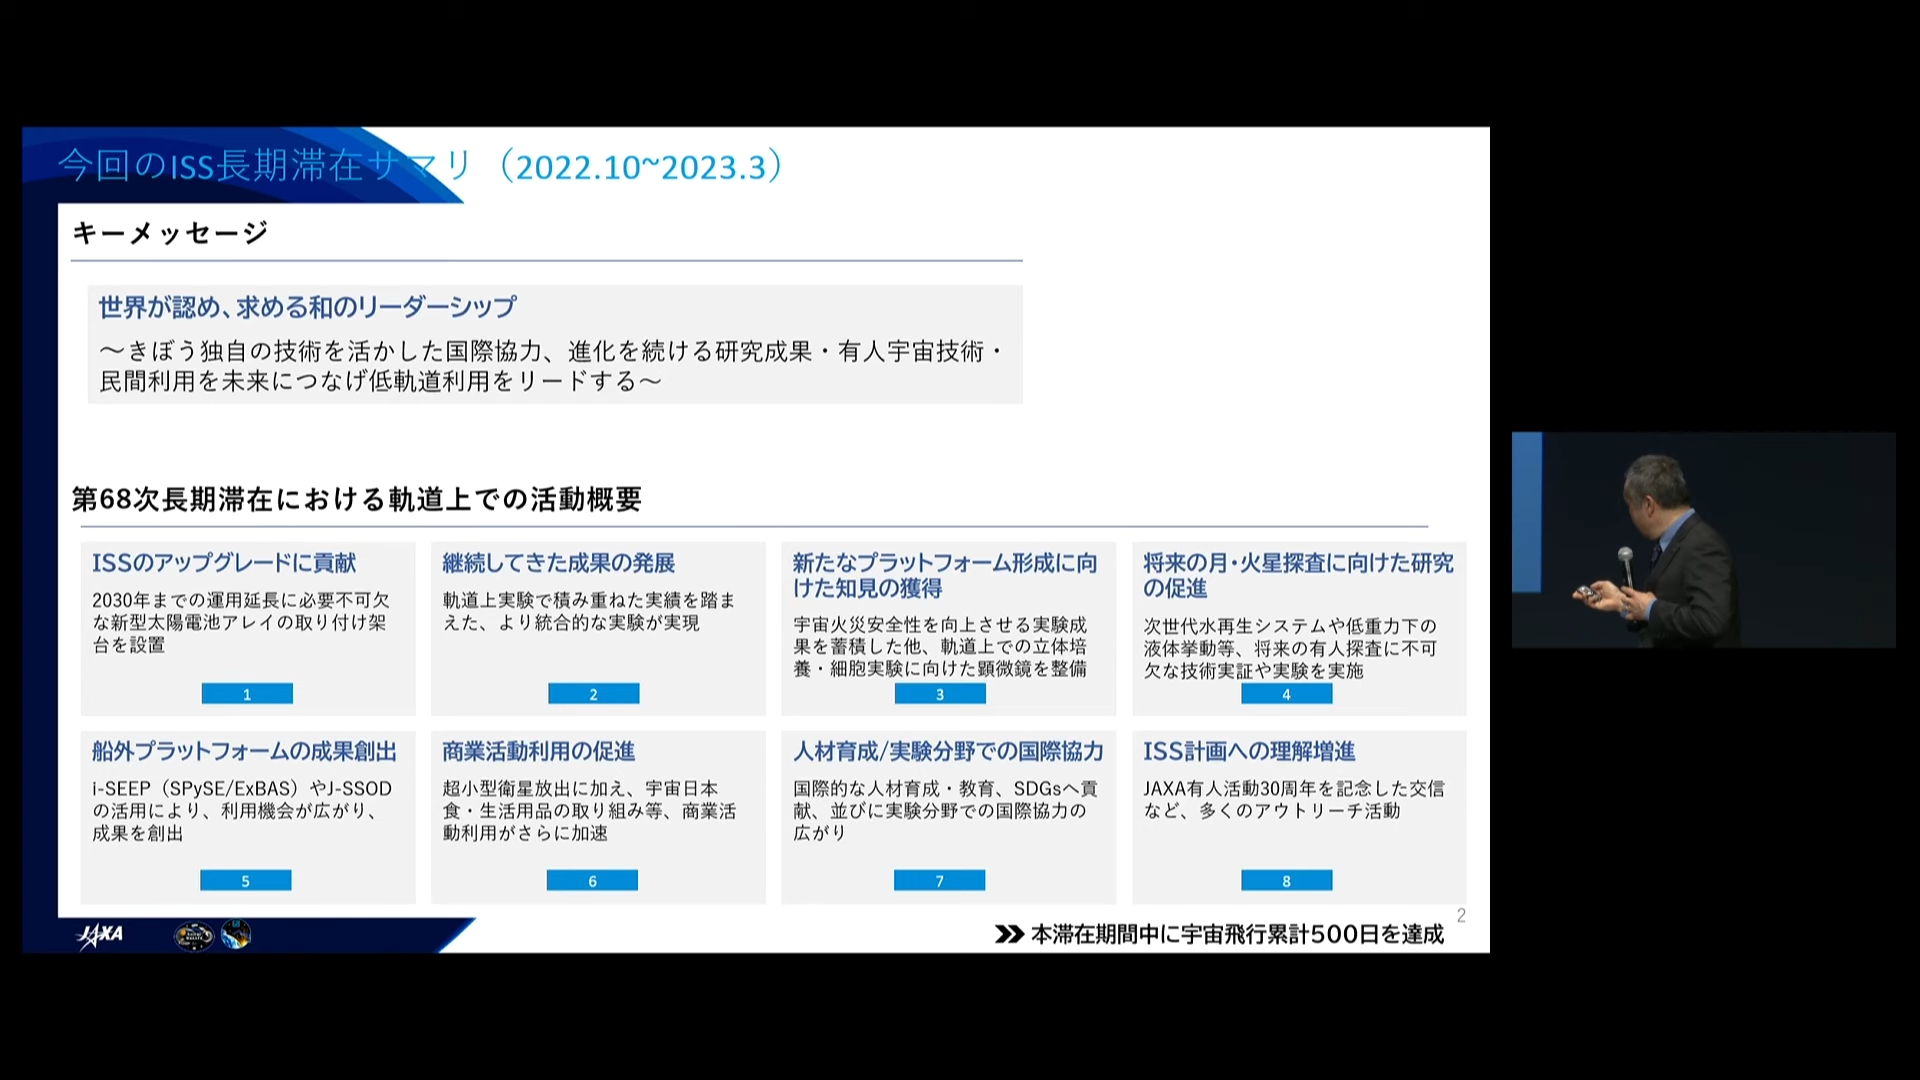 今回のISS長期滞在サマリ（2022.10~2023.3）
キーメッセージ
世界が認め、求める和のリーダーシップ
～きぼう独自の技術を活かした国際協力、進化を続ける研究成果・有人宇宙技術・
民間利用を未来につなげ低軌道利用をリードする～
第68次長期滞在における軌道上での活動概要
ISSのアップグレードに貢献
2030年までの運用延長に必要不可欠
な新型太陽電池アレイの取り付け架
台を設置
1
継続してきた成果の発展
軌道上実験で積み重ねた実績を踏ま
えた、より統合的な実験が実現
2
新たなプラットフォーム形成に向
けた知見の獲得
宇宙火災安全性を向上させる実験成
果を蓄積した他、軌道上での立体培
養・細胞実験に向けた顕微鏡を整備
3
将来の月・火星探査に向けた研究
の促進
次世代水再生システムや低重力下の
液体挙動等、将来の有人探査に不可
欠な技術実証や実験を実施
4
船外プラットフォームの成果創出
i-SEEP（SPySE/ExBAS）やJ-SSOD
の活用により、利用機会が広がり、
成果を創出
5
商業活動利用の促進
超小型衛星放出に加え、宇宙日本
食・生活用品の取り組み等、商業活
動利用がさらに加速
6
人材育成/実験分野での国際協力
国際的な人材育成・教育、SDGsへ貢
献、並びに実験分野での国際協力の
広がり
7
ISS計画への理解増進
JAXA有人活動30周年を記念した交信
など、多くのアウトリーチ活動
8
JAXA
本滞在期間中に宇宙飛行累計500日を達成
2